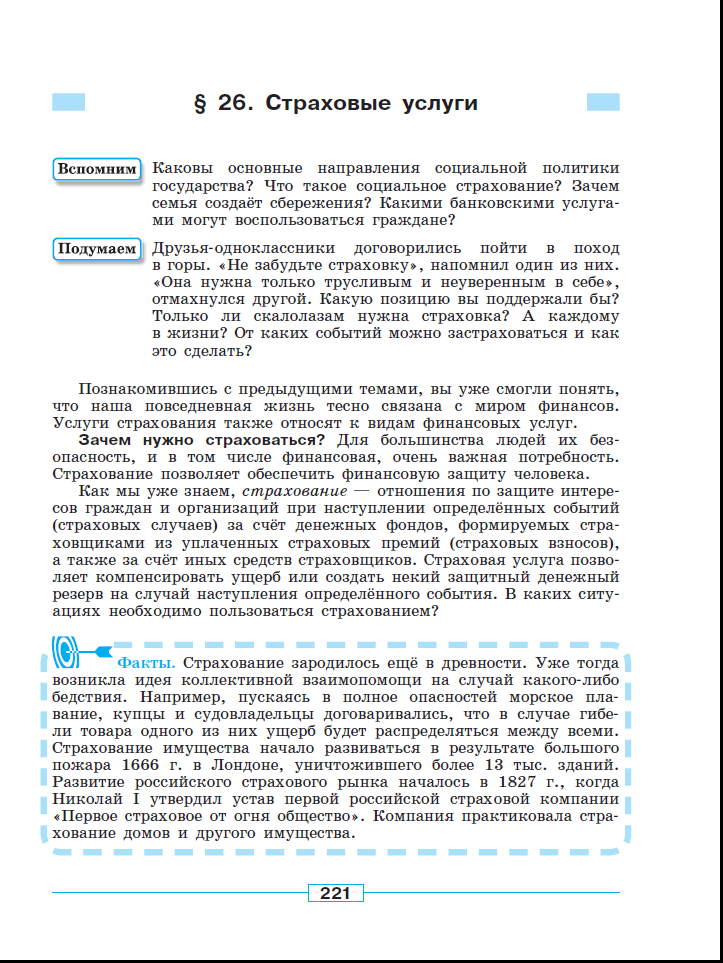 § 26. Страховые услуги
Вспомним
Каковы основные направления социальной политики
государства? Что такое социальное страхование? Зачем
семья создаёт сбережения? Какими банковскими услуга-
ми могут воспользоваться граждане?
Подумаем
Друзья-одноклассники договорились пойти в поход
в горы. «Не забудьте страховку», напомнил один из них.
«Она нужна только трусливым и неуверенным в себе»,
отмахнулся другой. Какую позицию вы поддержали бы?
Только ли скалолазам нужна страховка? А каждому
в жизни? От каких событий можно застраховаться и как
это сделать?
Познакомившись с предыдущими темами, вы уже смогли понять,
что наша повседневная жизнь тесно связана с миром финансов.
Услуги страхования также относят к видам финансовых услуг.
Зачем нужно страховаться? Для большинства людей их без-
опасность, и в том числе финансовая, очень важная потребность.
Страхование позволяет обеспечить финансовую защиту человека.
Как мы уже знаем, страхование — отношения по защите интере-
сов граждан и организаций при наступлении определённых событий
(страховых случаев) за счёт денежных фондов, формируемых стра-
ховщиками из уплаченных страховых премий (страховых взносов),
а также за счёт иных средств страховщиков. Страховая услуга позво-
ляет компенсировать ущерб или создать некий защитный денежный
резерв на случай наступления определённого события. В каких ситу-
ациях необходимо пользоваться страхованием?
Факты. Страхование зародилось ещё в древности. Уже тогда
возникла идея коллективной взаимопомощи на случай какого-либо
бедствия. Например, пускаясь в полное опасностей морское пла-
вание, купцы и судовладельцы договаривались, что в случае гибе-
ли товара одного из них ущерб будет распределяться между всеми.
Страхование имущества начало развиваться в результате большого
пожара 1666 г. в Лондоне, уничтожившего более 13 тыс. зданий.
Развитие российского страхового рынка началось в 1827 г., когда
Николай I утвердил устав первой российской страховой компании
«Первое страховое от огня общество». Компания практиковала стра-
хование домов и другого имущества.
221